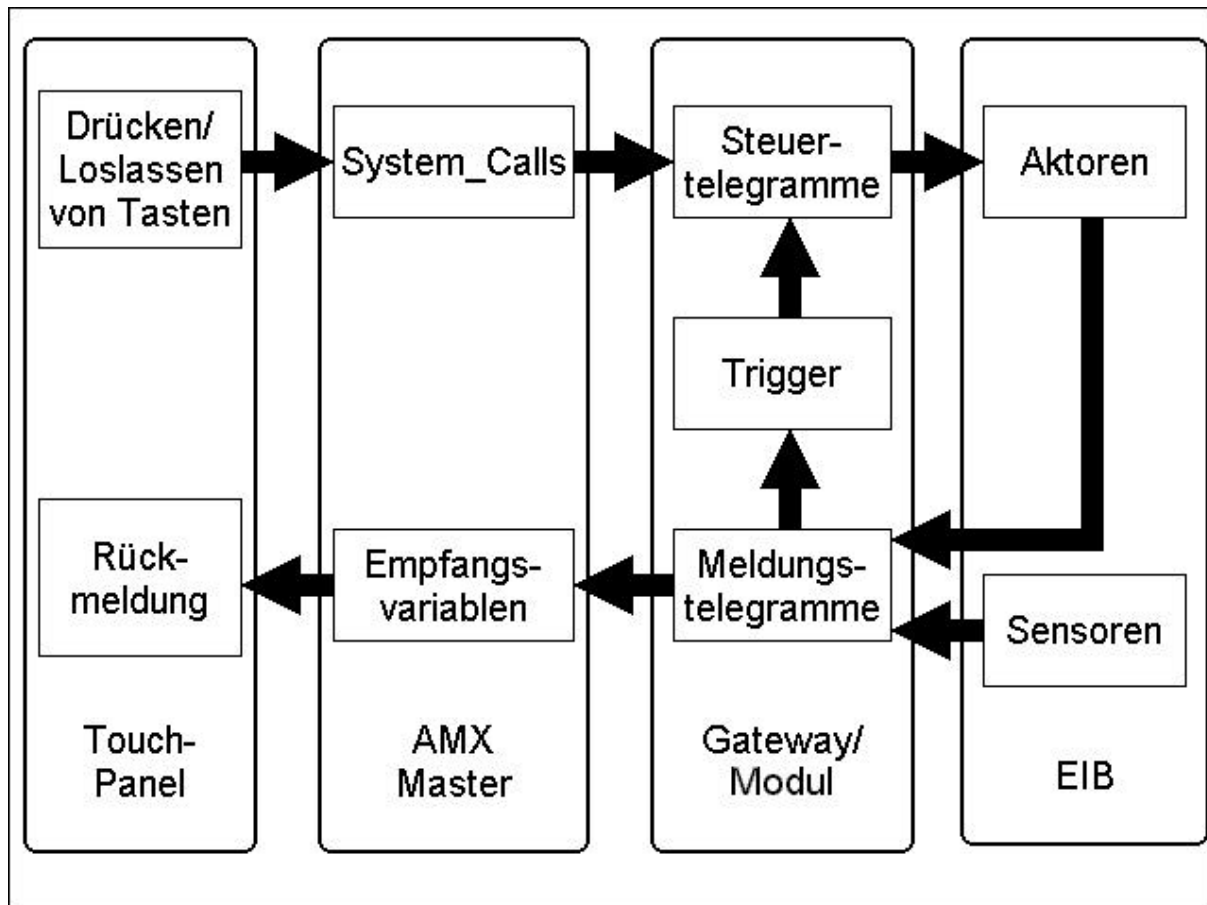 Drücken/
Loslassen
von Tasten
System_Calls
Steuer-
telegramme
Aktoren
Trigger
Rück-
meldung
Empfangs-
variablen
Meldungs-
telegramme
Sensoren
Touch-
Panel
AMX
Master
Gateway/
Modul
EIB